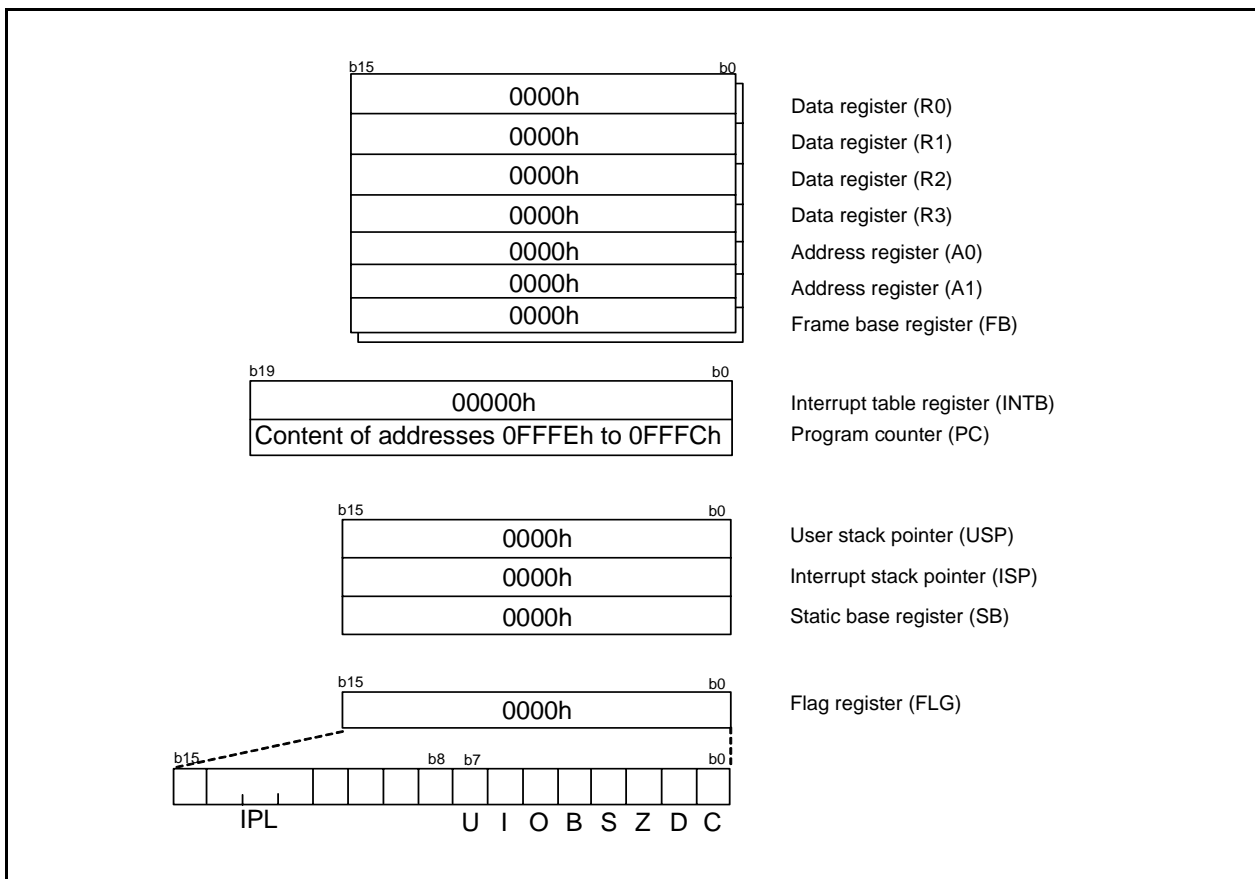 b15 b0
0000h Data register (R0)
0000h Data register (R1)
0000h Data register (R2)
0000h Data register (R3)
0000h Address register (A0)
0000h Address register (A1)
0000h Frame base register (FB)
b19 b0
00000h Interrupt table register (INTB)
Content of addresses 0FFFEh to 0FFFCh Program counter (PC)
b15 b0
0000h User stack pointer (USP)
0000h Interrupt stack pointer (ISP)
0000h Static base register (SB)
b15 b0
0000h Flag register (FLG)
b15 b8 b7 b0
IPL U I O B S Z D C